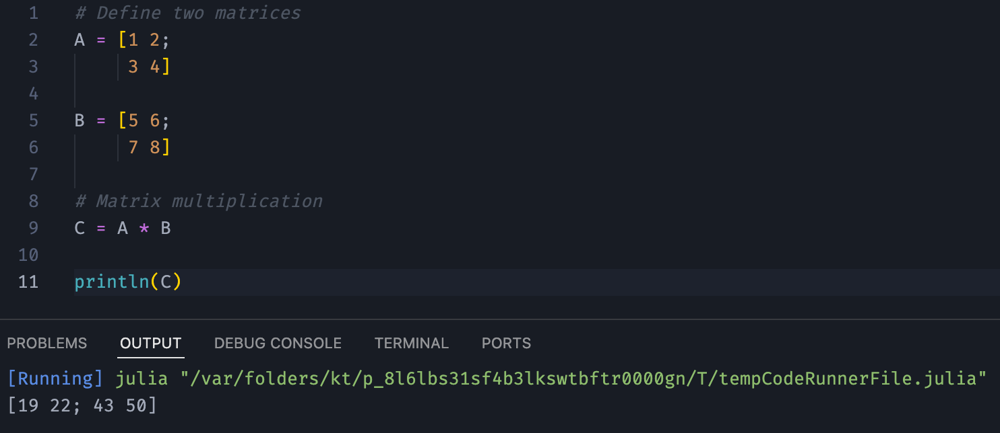 1 # Define two matrices
2 A = [1 2;
3      3 4]
4
5 B = [5 6;
6      7 8]
7
8 # Matrix multiplication
9 C = A * B
10
11 println(C)
PROBLEMS OUTPUT DEBUG CONSOLE TERMINAL PORTS
[Running] julia "/var/folders/kt/p_8l6lbs31sf4b3lkswtbftr0000gn/T/tempCodeRunnerFile.julia"
[19 22; 43 50]